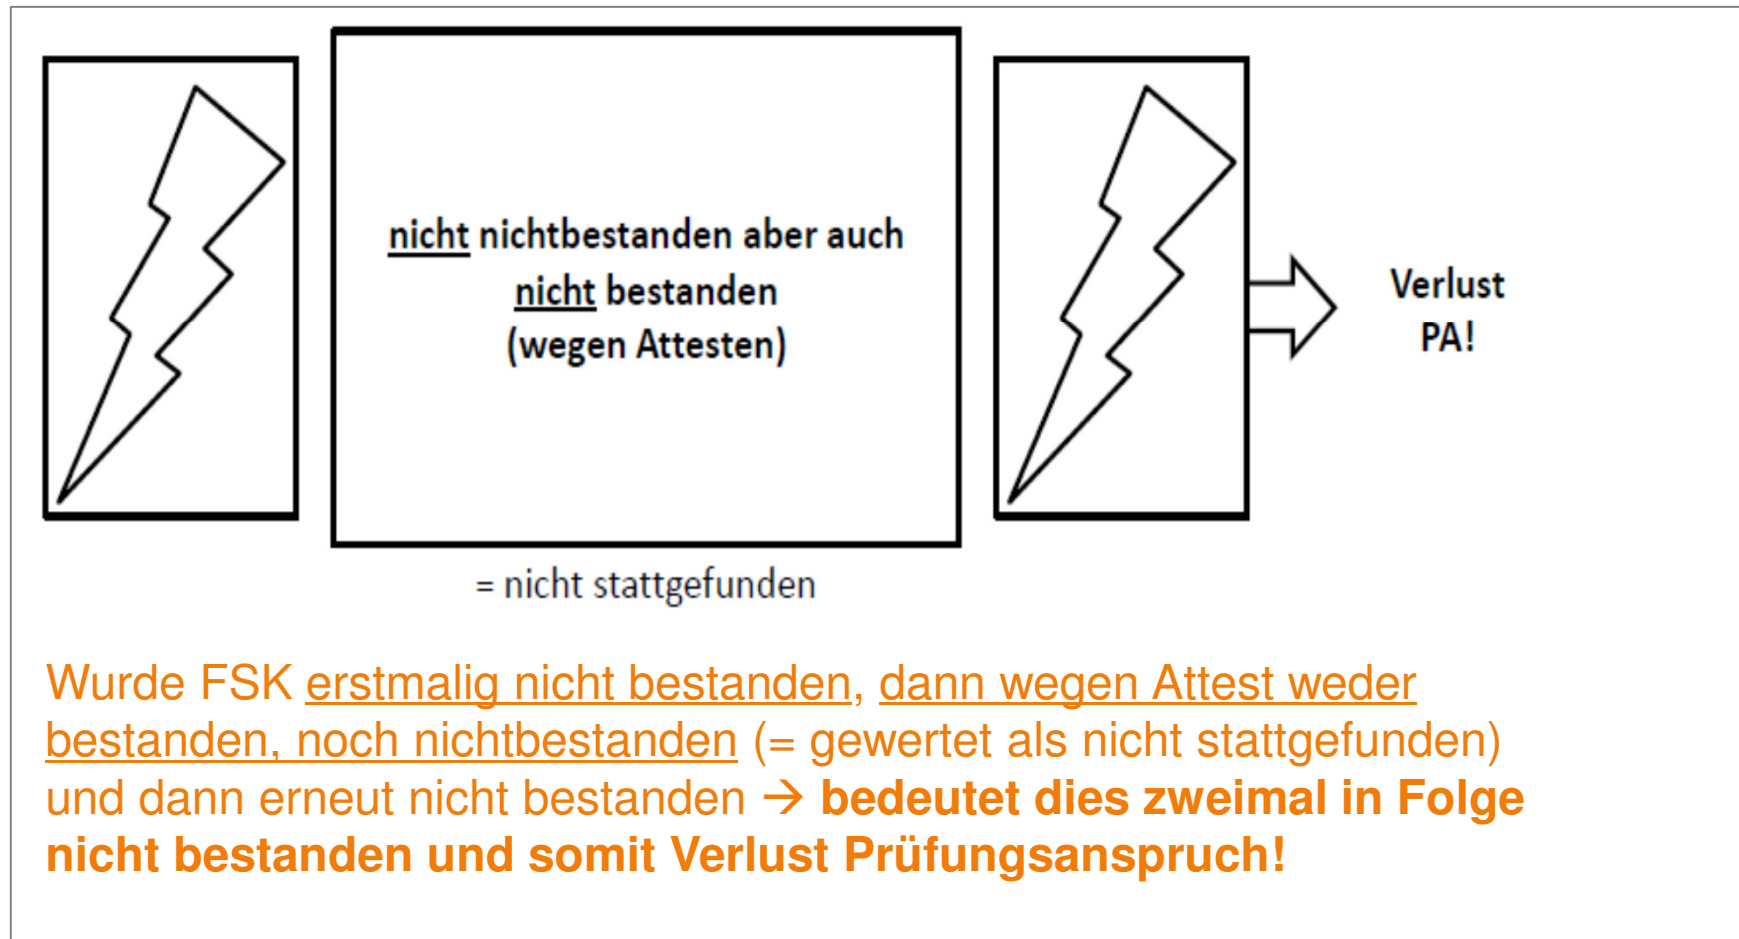 nicht nichtbestanden aber auch
nicht bestanden
(wegen Attesten)
Verlust
PA!
= nicht stattgefunden
Wurde FSK erstmalig nicht bestanden, dann wegen Attest weder
bestanden, noch nichtbestanden (= gewertet als nicht stattgefunden)
und dann erneut nicht bestanden → bedeutet dies zweimal in Folge
nicht bestanden und somit Verlust Prüfungsanspruch!